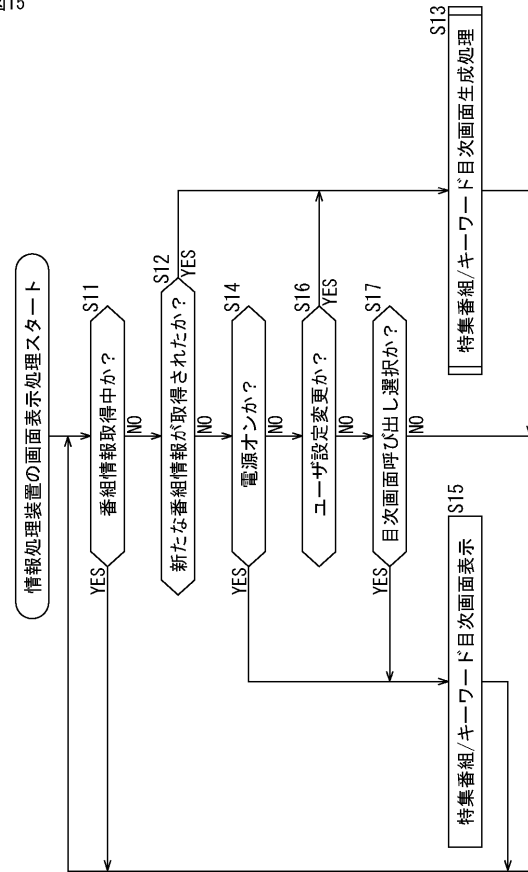 図15
情報処理装置の画面表示処理スタート
S11
番組情報取得中か？
YES
NO
S12
新たな番組情報が取得されたか？
YES
NO
S14
電源オンか？
YES
NO
S16
ユーザ設定変更か？
YES
NO
S17
目次画面呼び出し選択か？
YES
NO
S15
特集番組/キーワード目次画面表示
S13
特集番組/キーワード目次画面生成処理